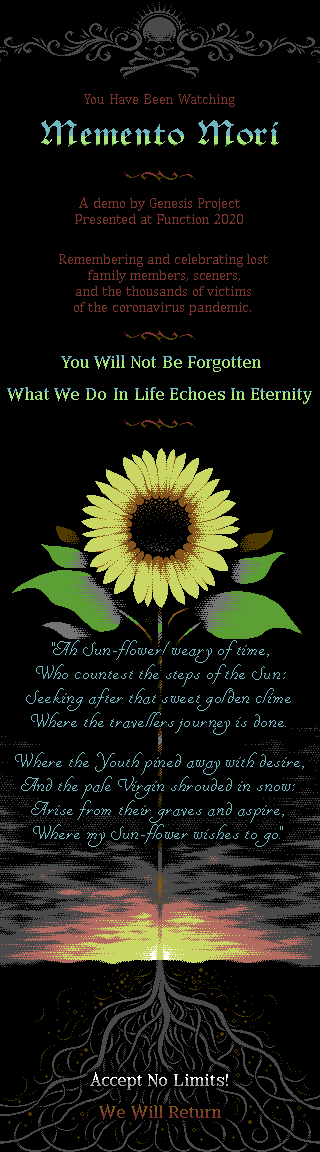 You Have Been Watching
Memento Mori
A demo by Genesis Project
Presented at Function 2020
Remembering and celebrating lost
family members, sceners,
and the thousands of victims
of the coronavirus pandemic.
You Will Not Be Forgotten
What We Do In Life Echoes In Eternity
"Ah Sun-flower! weary of time,
Who countest the steps of the Sun:
Seeking after that sweet golden clime
Where the travellers journey is done.
Where the Youth pined away with desire,
And the pale Virgin shrouded in snow:
Arise from their graves and aspire,
Where my Sun-flower wishes to go."
Accept No Limits!
We Will Return